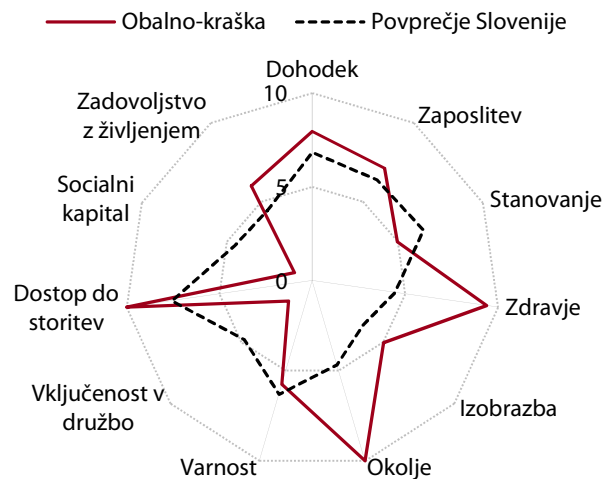 Obalno-kraška
Povprečje Slovenije
Dohodek
10
Zaposlitev
Zadovoljstvo
z življenjem
Socialni
kapital
5
Stanovanje
0
Dostop do
storitev
Zdravje
Vključenost v
družbo
Izobrazba
Varnost
Okolje